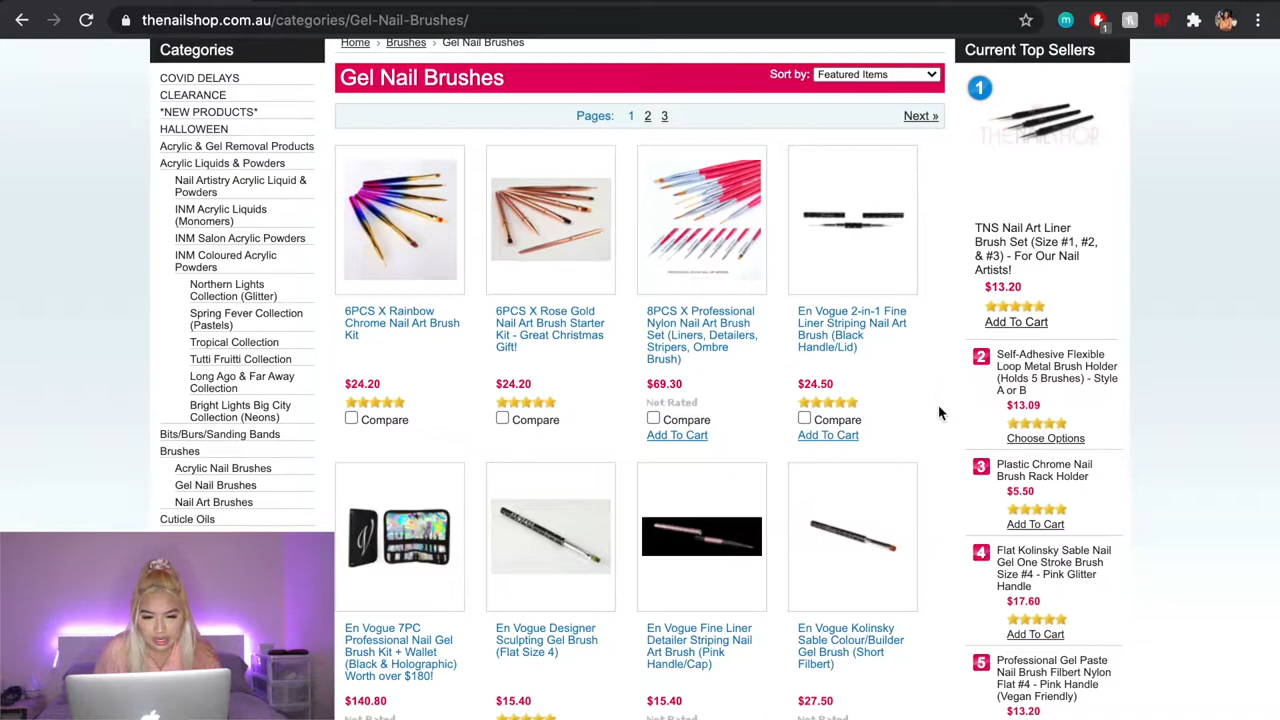 thenailshop.com.au/categories/Gel-Nail-Brushes/
1
Categories
COVID DELAYS
CLEARANCE
*NEW PRODUCTS*
HALLOWEEN
Acrylic & Gel Removal Products
Acrylic Liquids & Powders
Nail Artistry Acrylic Liquid &
Powders
INM Acrylic Liquids
(Monomers)
INM Salon Acrylic Powders
INM Coloured Acrylic
Powders
Northern Lights
Collection (Glitter)
Spring Fever Collection
(Pastels)
Tropical Collection
Tutti Fruitti Collection
Long Ago & Far Away
Collection
Bright Lights Big City
Collection (Neons)
Bits/Burs/Sanding Bands
Brushes
Acrylic Nail Brushes
Gel Nail Brushes
Nail Art Brushes
Cuticle Oils
Home Brushes Gel Nail Brushes
Gel Nail Brushes
Sort by: Featured Items
Pages: 1 2 3
Next »
6PCS X Rainbow
Chrome Nail Art Brush
Kit
$24.20
Compare
6PCS X Rose Gold
Nail Art Brush Starter
Kit - Great Christmas
Gift!
$24.20
Compare
PROFESSIONAL NYLON NAIL ART BRUSHES
8PCS X Professional
Nylon Nail Art Brush
Set (Liners, Detailers,
Stripers, Ombre
Brush)
$69.30
Not Rated
Compare
Add To Cart
En Vogue 2-in-1 Fine
Liner Striping Nail Art
Brush (Black
Handle/Lid)
$24.50
Compare
Add To Cart
En Vogue 7PC
Professional Nail Gel
Brush Kit + Wallet
(Black & Holographic)
Worth over $180!
$140.80
Not Rated
En Vogue Designer
Sculpting Gel Brush
(Flat Size 4)
$15.40
En Vogue Fine Liner
Detailer Striping Nail
Art Brush (Pink
Handle/Cap)
$15.40
Not Rated
En Vogue Kolinsky
Sable Colour/Builder
Gel Brush (Short
Filbert)
$27.50
Not Rated
Current Top Sellers
1
THENAILSHOP
TNS Nail Art Liner
Brush Set (Size #1, #2,
& #3) - For Our Nail
Artists!
$13.20
Add To Cart
2
Self-Adhesive Flexible
Loop Metal Brush Holder
(Holds 5 Brushes) - Style
A or B
$13.09
Choose Options
3
Plastic Chrome Nail
Brush Rack Holder
$5.50
Add To Cart
4
Flat Kolinsky Sable Nail
Gel One Stroke Brush
Size #4 - Pink Glitter
Handle
$17.60
Add To Cart
5
Professional Gel Paste
Nail Brush Filbert Nylon
Flat #4 - Pink Handle
(Vegan Friendly)
$13.20